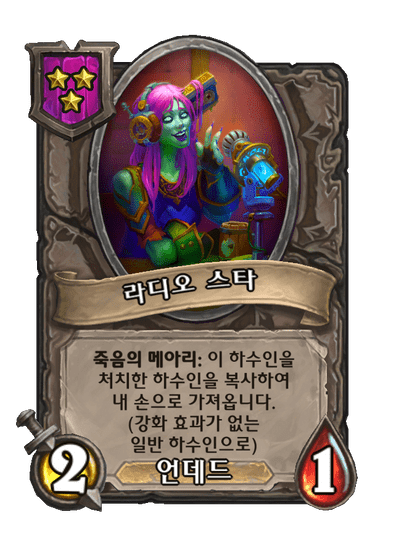 라디오 스타
죽음의 메아리: 이 하수인을
처치한 하수인을 복사하여
내 손으로 가져옵니다.
(강화 효과가 없는
일반 하수인으로)
2
언데드
1